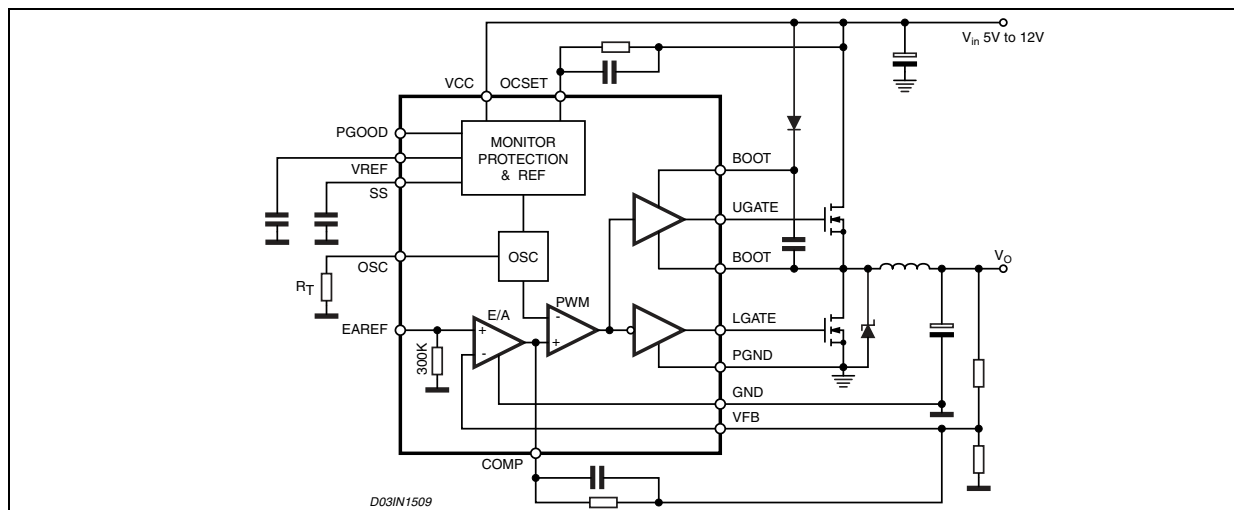 Vin 5V to 12V
VCC OCSET
PGOOD
MONITOR
PROTECTION
& REF
VREF
SS
BOOT
UGATE
OSC
BOOT
VO
OSC
RT
PWM
E/A
LGATE
EAREF
+
-
-
+
300K
PGND
GND
VFB
COMP
D03IN1509